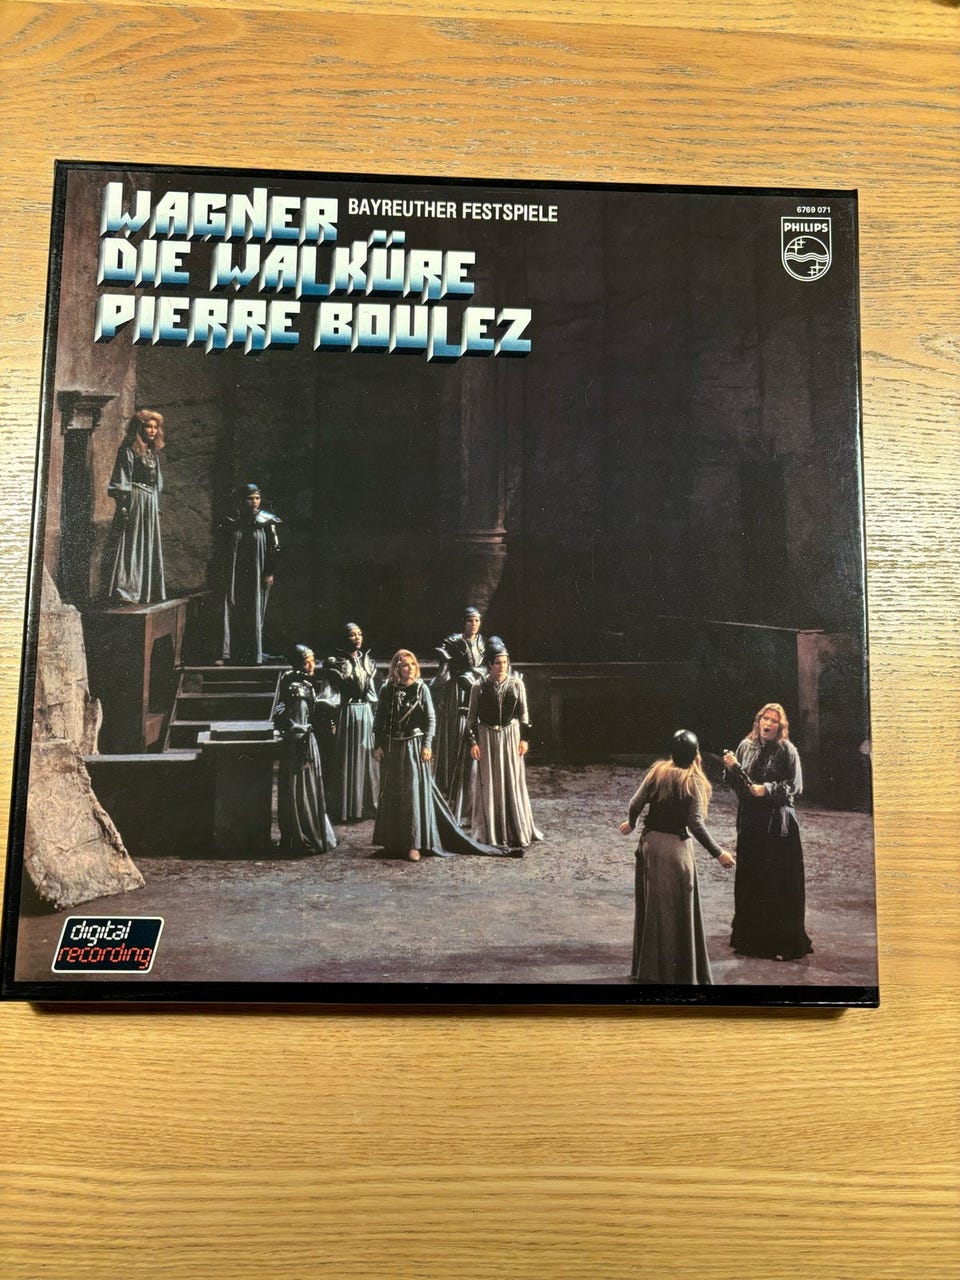 WAGNER BAYREUTHER FESTSPIELE
DIE WALKÜRE
PIERRE BOULEZ
6769 071
PHILIPS
digital
recording